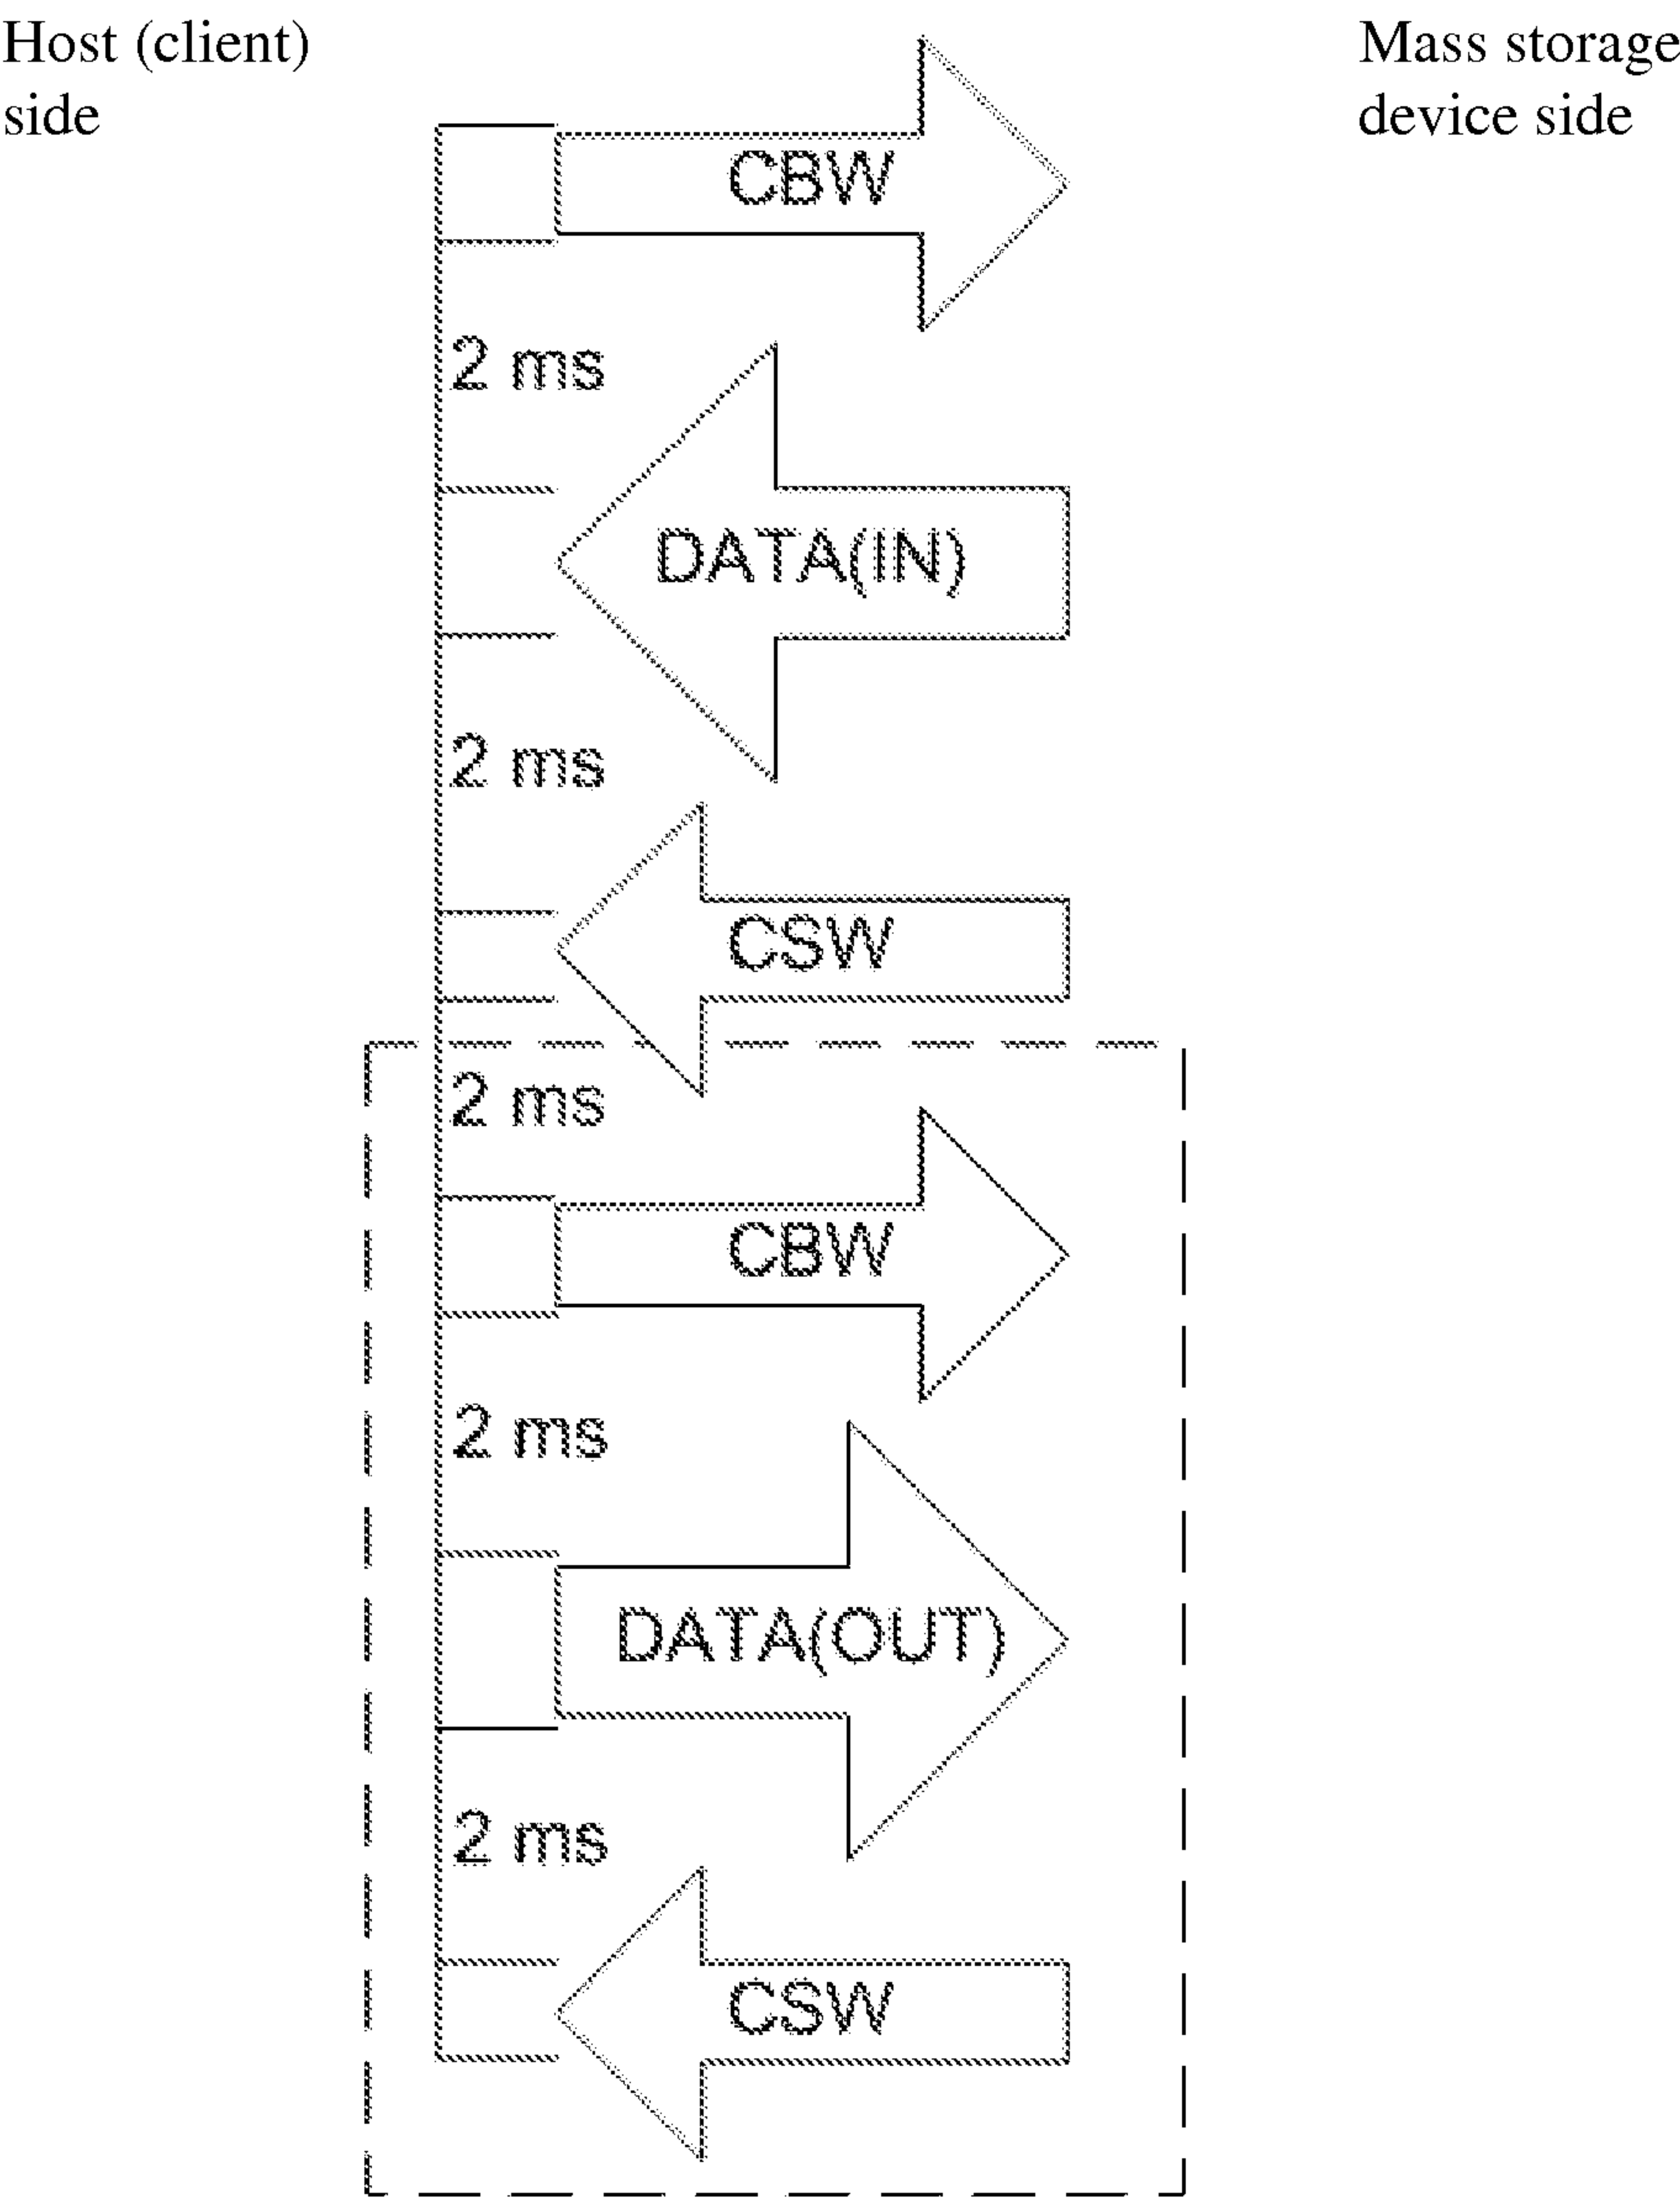 Host (client)
side
Mass storage
device side
CBW
2 ms
DATA(IN)
2 ms
CSW
2 ms
CBW
2 ms
DATA(OUT)
2 ms
CSW